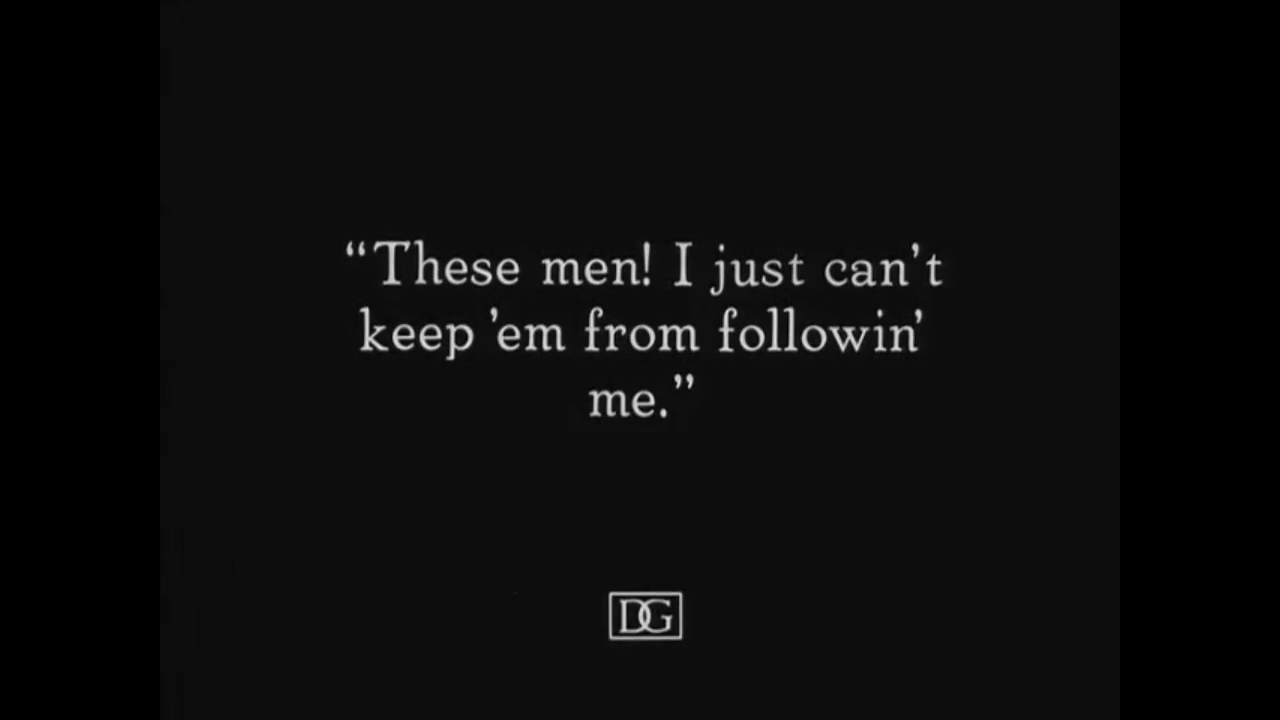 “These men! I just can’t
keep ’em from followin’
me.”
DG